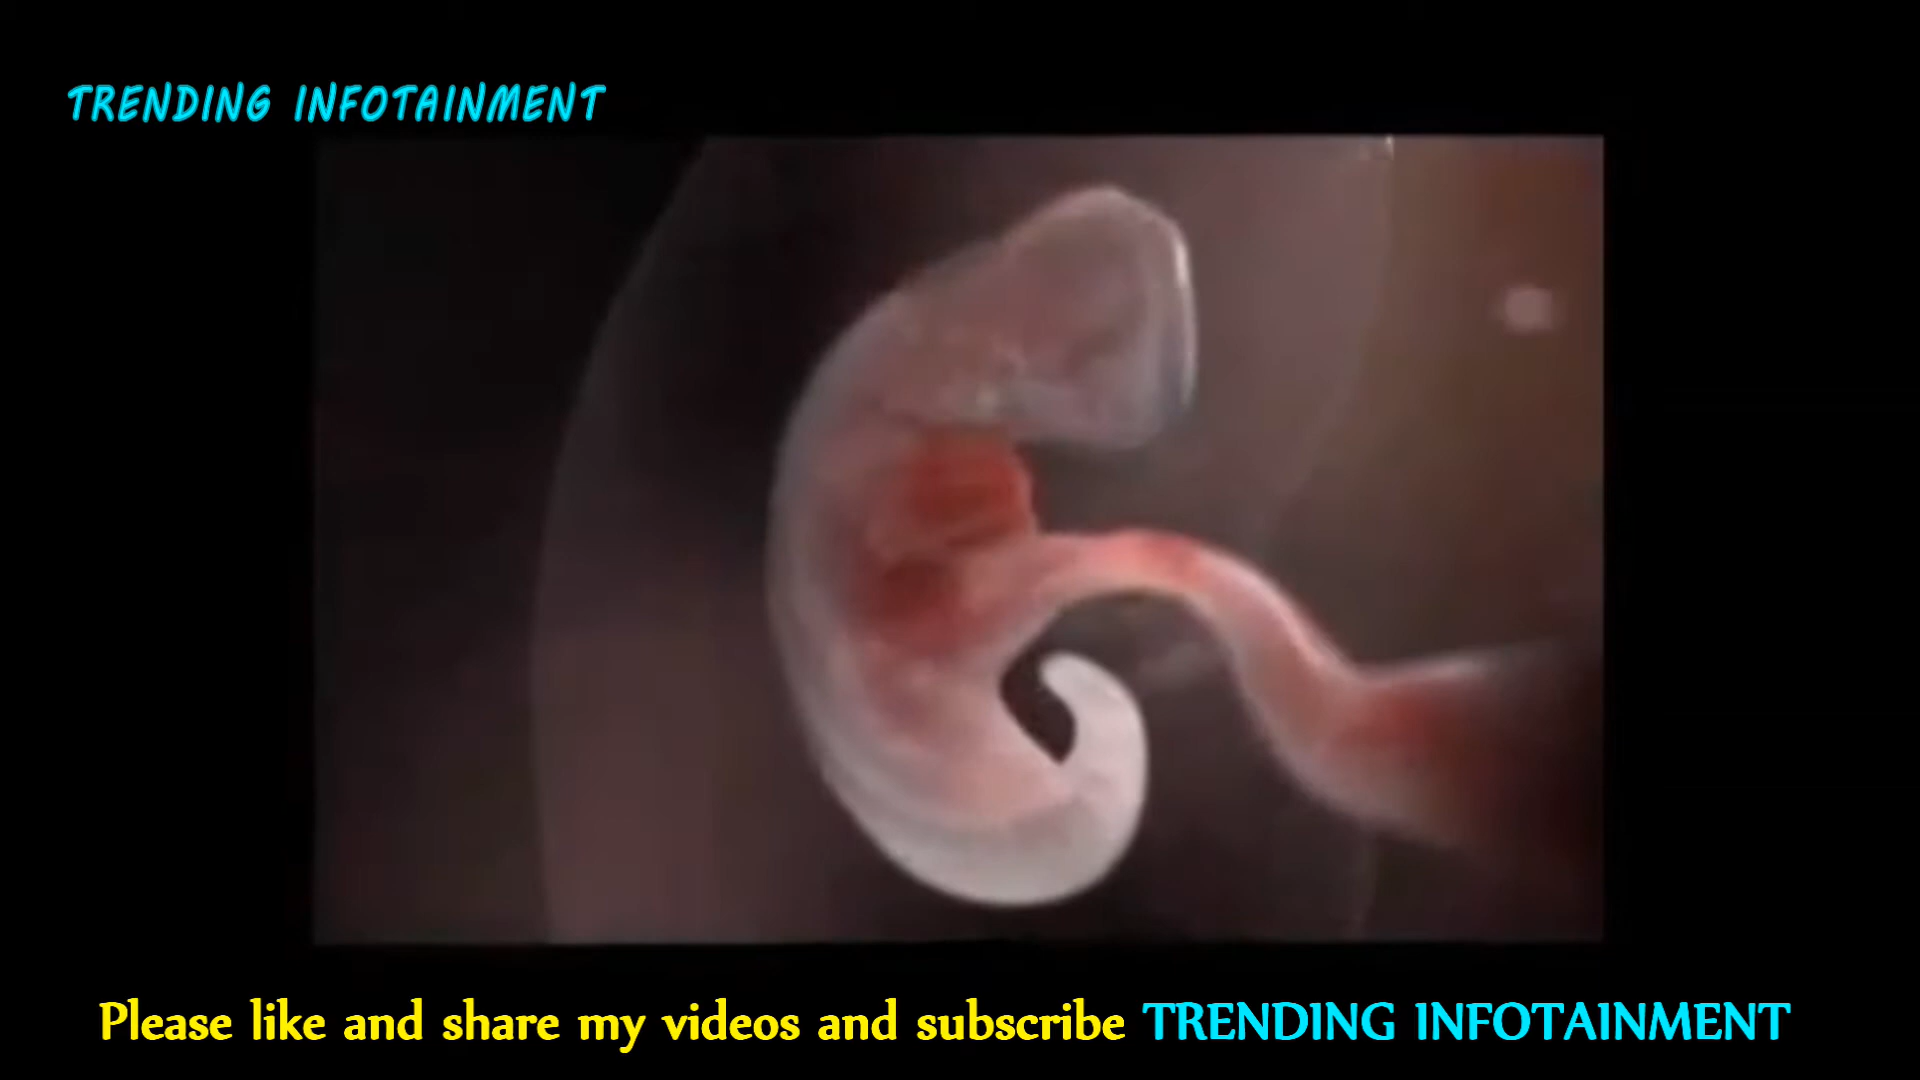 TRENDING INFOTAINMENT
Please like and share my videos and subscribe TRENDING INFOTAINMENT